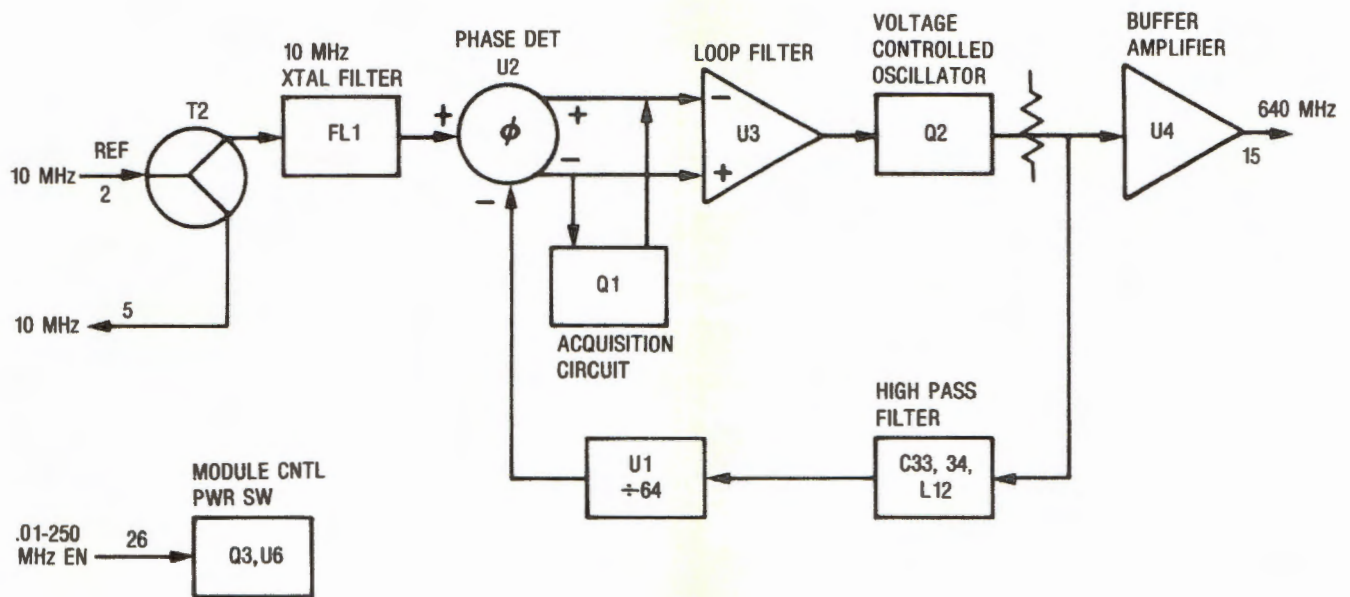 10 MHz
REF
2
T2
10 MHz
5
10 MHz
XTAL FILTER
FL1
PHASE DET
U2
+
ϕ
+
−
−
Q1
ACQUISITION
CIRCUIT
LOOP FILTER
−
U3
+
VOLTAGE
CONTROLLED
OSCILLATOR
Q2
BUFFER
AMPLIFIER
U4
640 MHz
15
HIGH PASS
FILTER
C33, 34,
L12
U1
÷64
MODULE CNTL
PWR SW
.01-250
MHz EN
26
Q3,U6